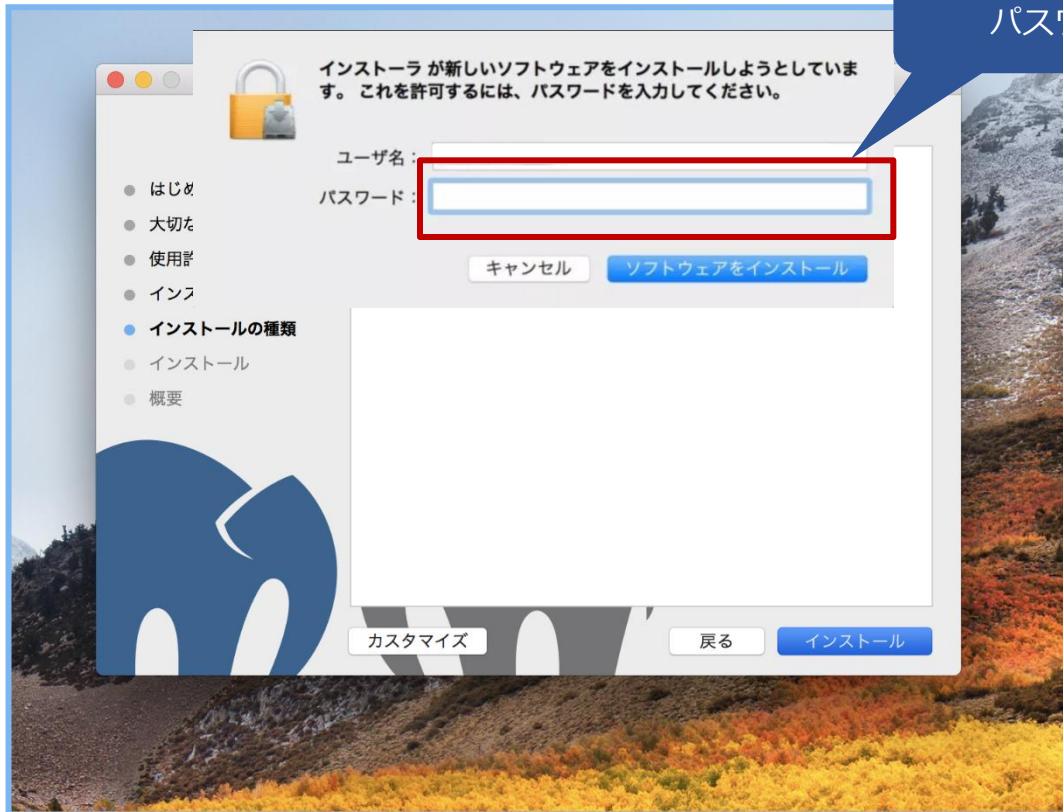 パス
インストーラ が新しいソフトウェアをインストールしようとしていま
す。 これを許可するには、パスワードを入力してください。
ユーザ名：
パスワード：
キャンセル
ソフトウェアをインストール
はじ
大切な
使用許
インス
インストールの種類
インストール
概要
カスタマイズ
戻る
インストール